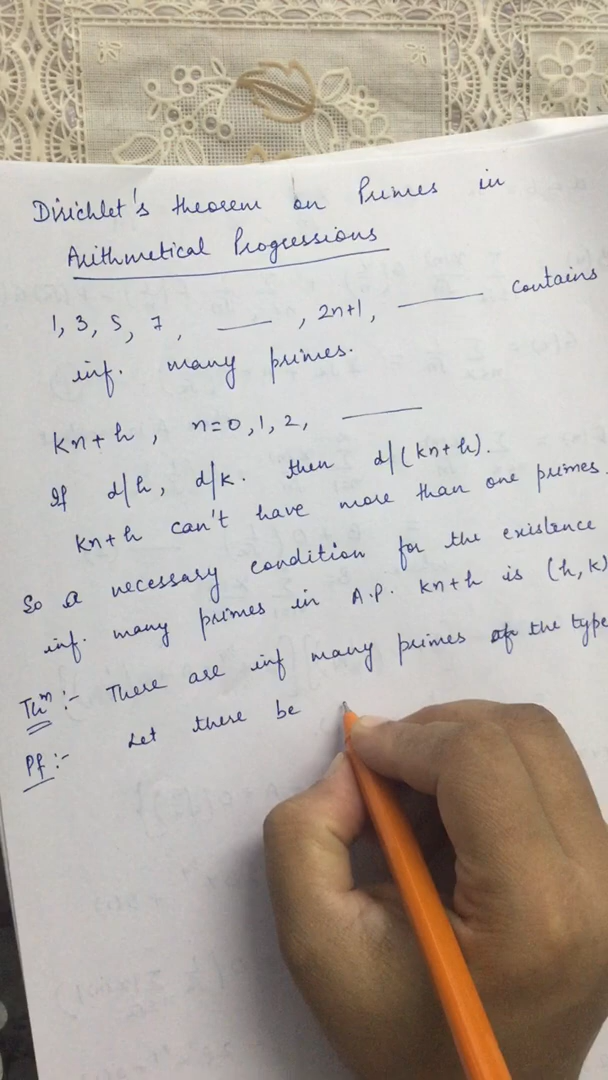 Dirichlet's theorem on Primes in
Arithmetical Progressions
1, 3, 5, 7, ——— , 2n+1, ——— contains
inf. many primes.
kn+h , n=0,1,2, ———
If d/h, d/k. then d/(kn+h).
kn+h can't have more than one primes.
So a necessary condition for the existence
inf. many primes in A.P. kn+h is (h,k)
Thm:- There are inf many primes of the type
Pf:- Let there be